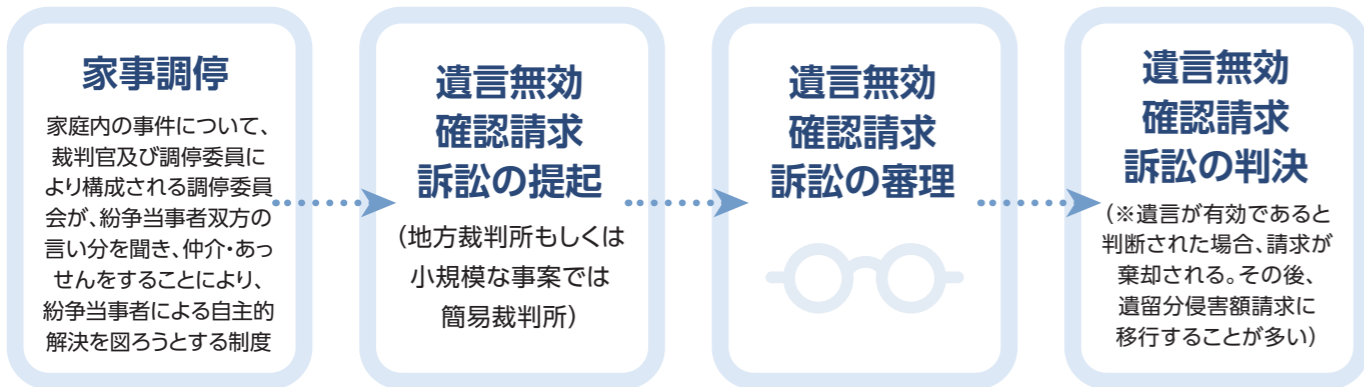 家事調停
家庭内の事件について、
裁判官及び調停委員に
より構成される調停委員
会が、紛争当事者双方の
言い分を聞き、仲介・あっ
せんをすることにより、
紛争当事者による自主的
解決を図ろうとする制度
遺言無効
確認請求
訴訟の提起
（地方裁判所もしくは
小規模な事案では
簡易裁判所）
遺言無効
確認請求
訴訟の審理
遺言無効
確認請求
訴訟の判決
（※遺言が有効であると
判断された場合、請求が
棄却される。その後、
遺留分侵害額請求に
移行することが多い）